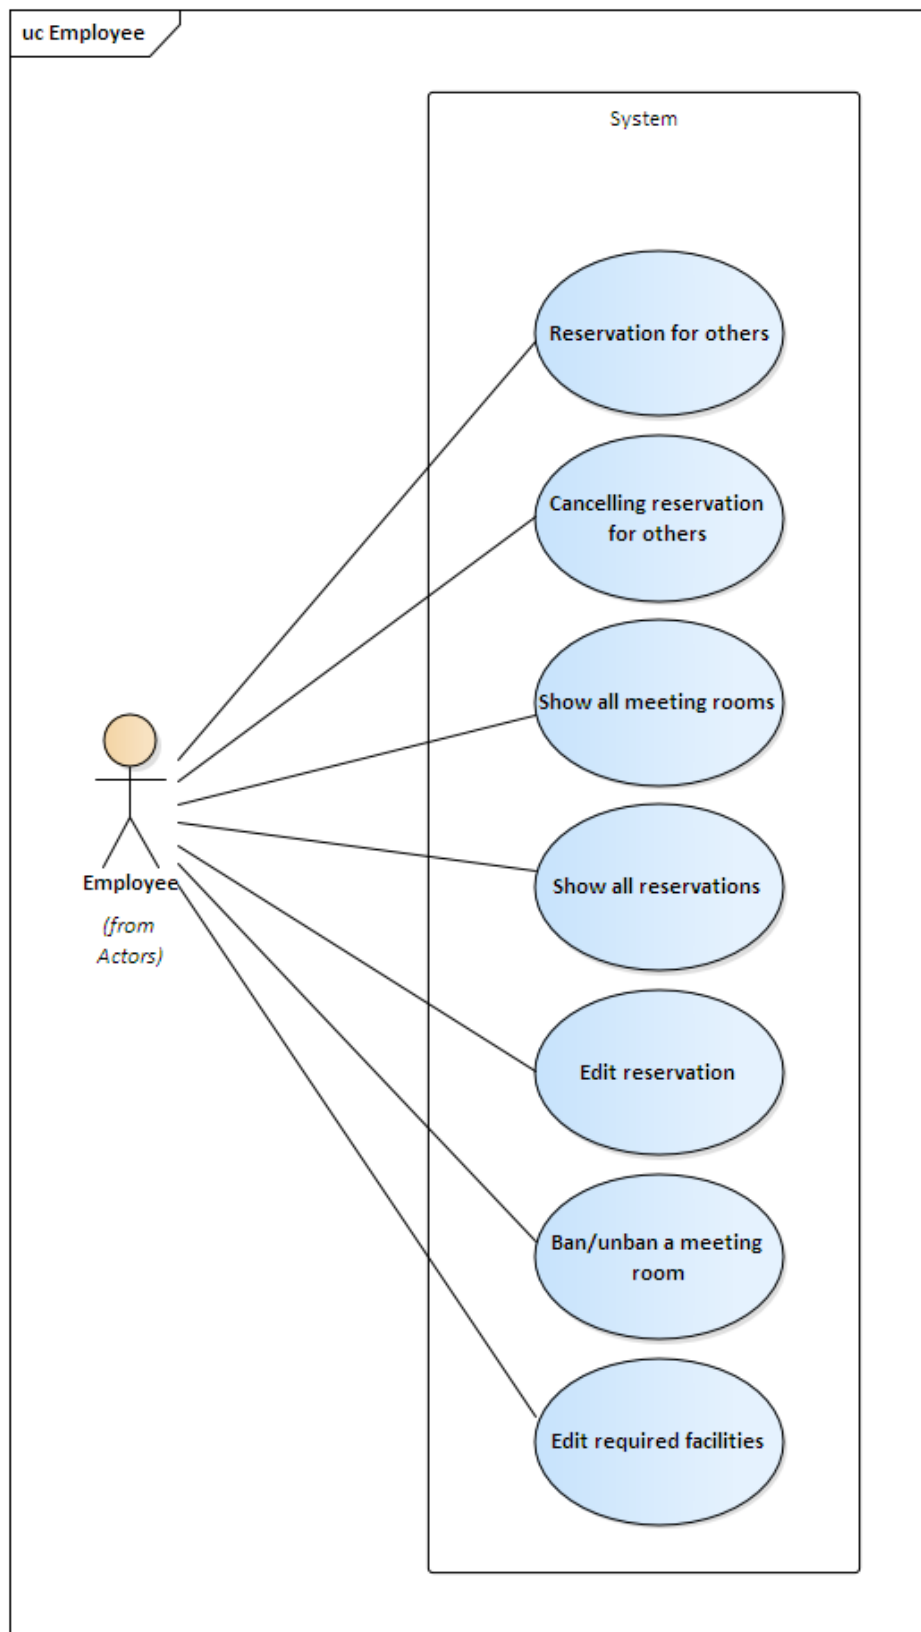 uc Employee
System
Reservation for others
Cancelling reservation
for others
Show all meeting rooms
Show all reservations
Employee
(from
Actors)
Edit reservation
Ban/unban a meeting
room
Edit required facilities